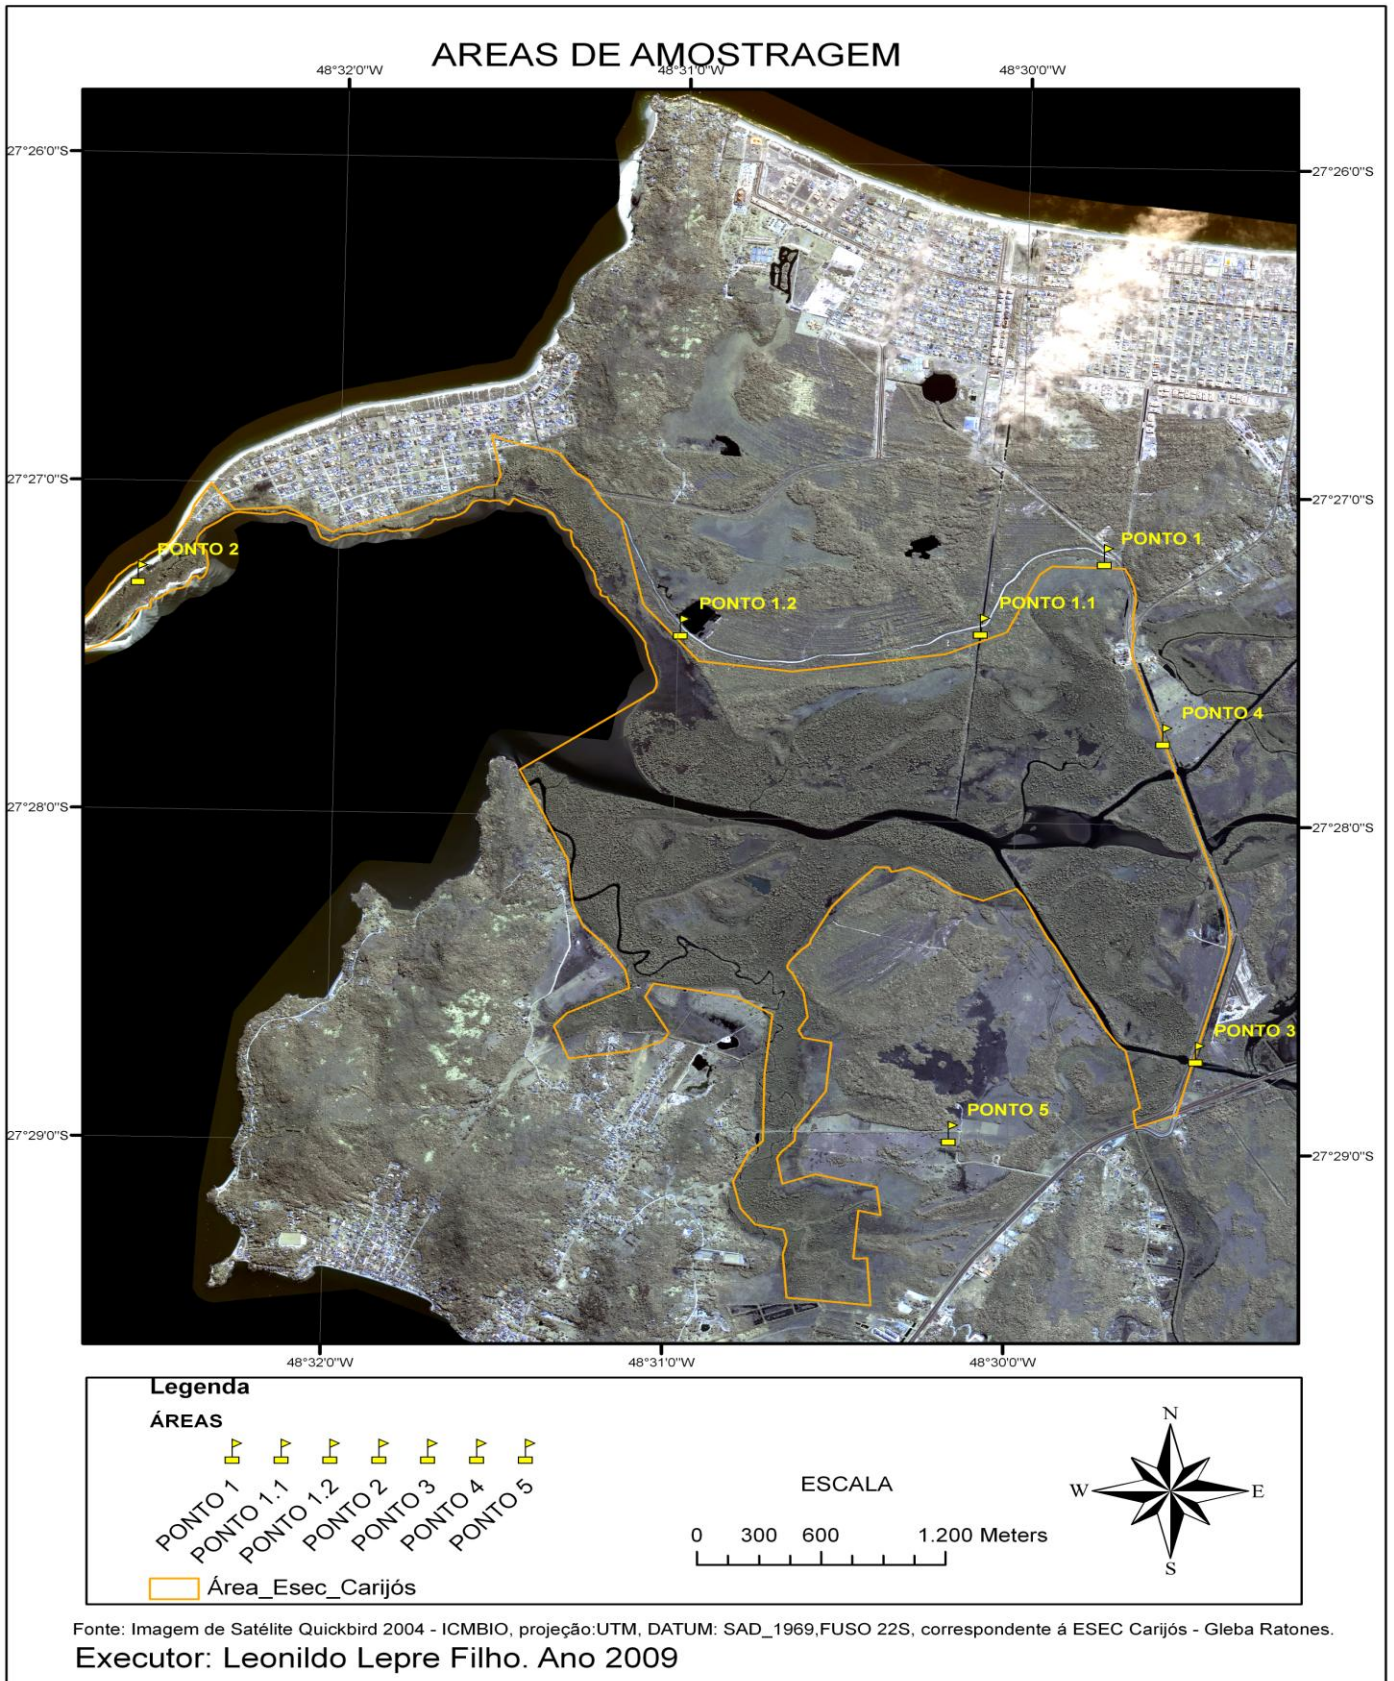 AREAS DE AMOSTRAGEM
48°32'0"W
48°31'0"W
48°30'0"W
27°26'0"S
27°26'0"S
27°27'0"S
27°27'0"S
PONTO 1
PONTO 2
PONTO 1.2
PONTO 1.1
PONTO 4
27°28'0"S
27°28'0"S
PONTO 3
PONTO 5
27°29'0"S
27°29'0"S
48°32'0"W
48°31'0"W
48°30'0"W
Legenda
ÁREAS
PONTO 1
PONTO 1.1
PONTO 1.2
PONTO 2
PONTO 3
PONTO 4
PONTO 5
Área_Esec_Carijós
ESCALA
0 300 600 1.200 Meters
N
W
E
S
Fonte: Imagem de Satélite Quickbird 2004 - ICMBIO, projeção:UTM, DATUM: SAD_1969,FUSO 22S, correspondente á ESEC Carijós - Gleba Ratones.
Executor: Leonildo Lepre Filho. Ano 2009